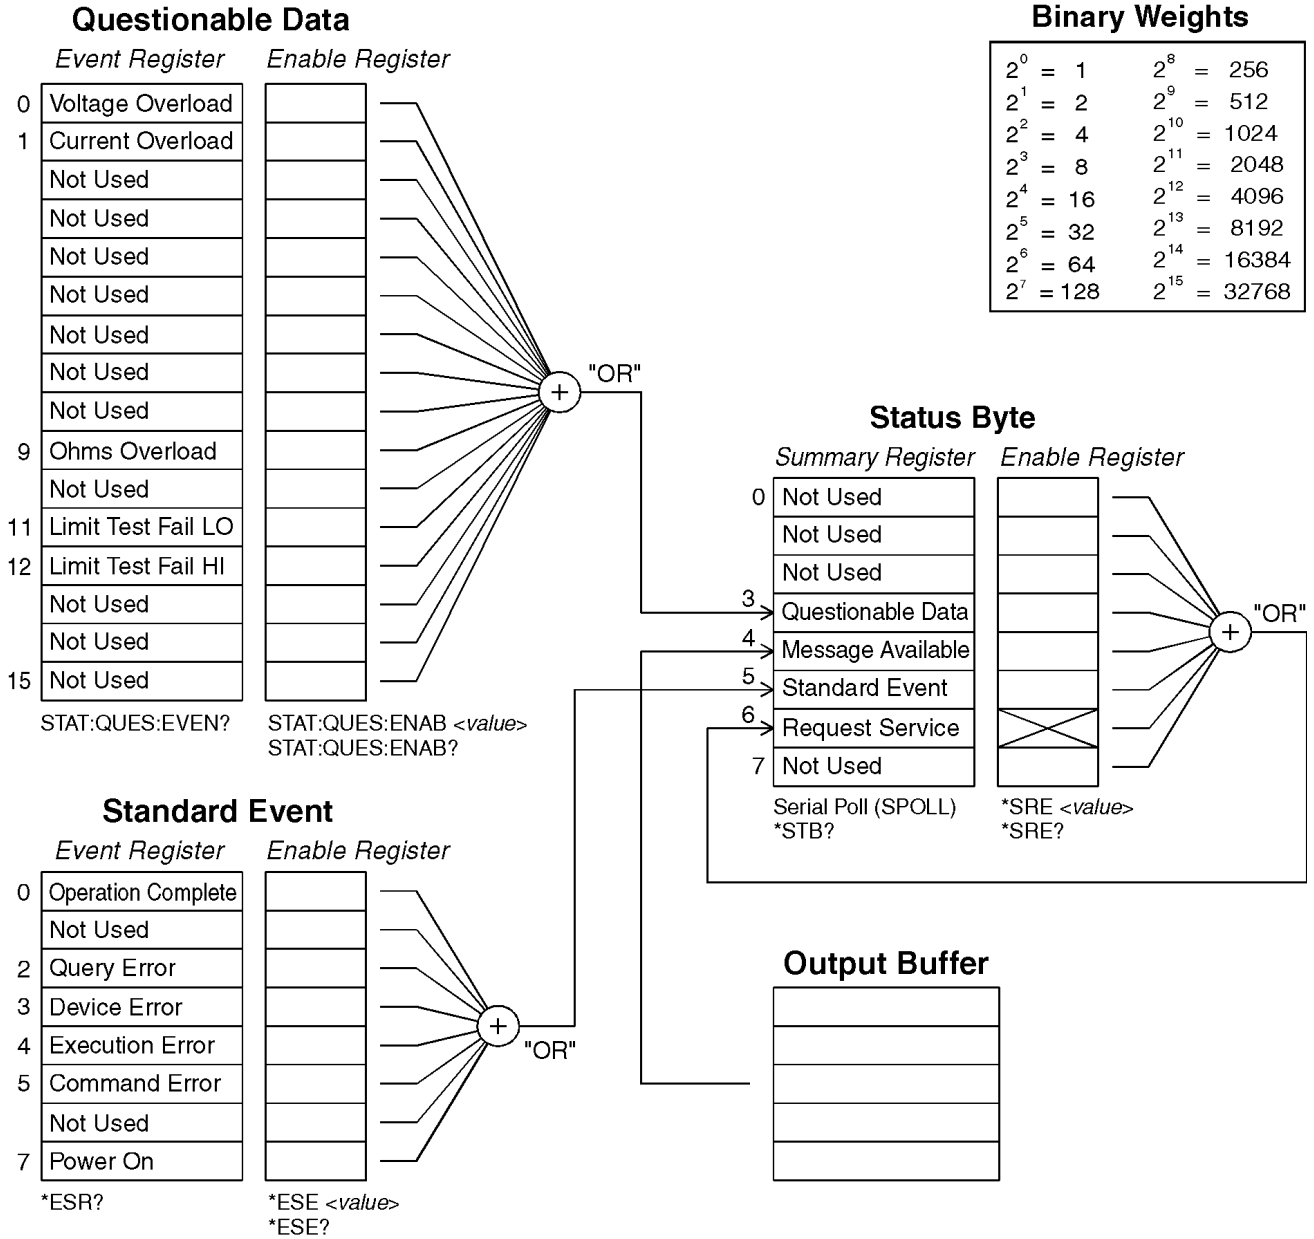 Questionable Data
Event Register Enable Register
0 Voltage Overload
1 Current Overload
Not Used
Not Used
Not Used
Not Used
Not Used
Not Used
Not Used
9 Ohms Overload
Not Used
11 Limit Test Fail LO
12 Limit Test Fail HI
Not Used
Not Used
15 Not Used
+
"OR"
STAT:QUES:EVEN?
STAT:QUES:ENAB <value>
STAT:QUES:ENAB?
Binary Weights
2^0 = 1 2^8 = 256
2^1 = 2 2^9 = 512
2^2 = 4 2^10 = 1024
2^3 = 8 2^11 = 2048
2^4 = 16 2^12 = 4096
2^5 = 32 2^13 = 8192
2^6 = 64 2^14 = 16384
2^7 = 128 2^15 = 32768
Status Byte
Summary Register Enable Register
0 Not Used
Not Used
Not Used
3 Questionable Data
4 Message Available
5 Standard Event
6 Request Service
7 Not Used
+
"OR"
Serial Poll (SPOLL)
*STB?
*SRE <value>
*SRE?
Standard Event
Event Register Enable Register
0 Operation Complete
Not Used
2 Query Error
3 Device Error
4 Execution Error
5 Command Error
Not Used
7 Power On
+
"OR"
*ESR?
*ESE <value>
*ESE?
Output Buffer